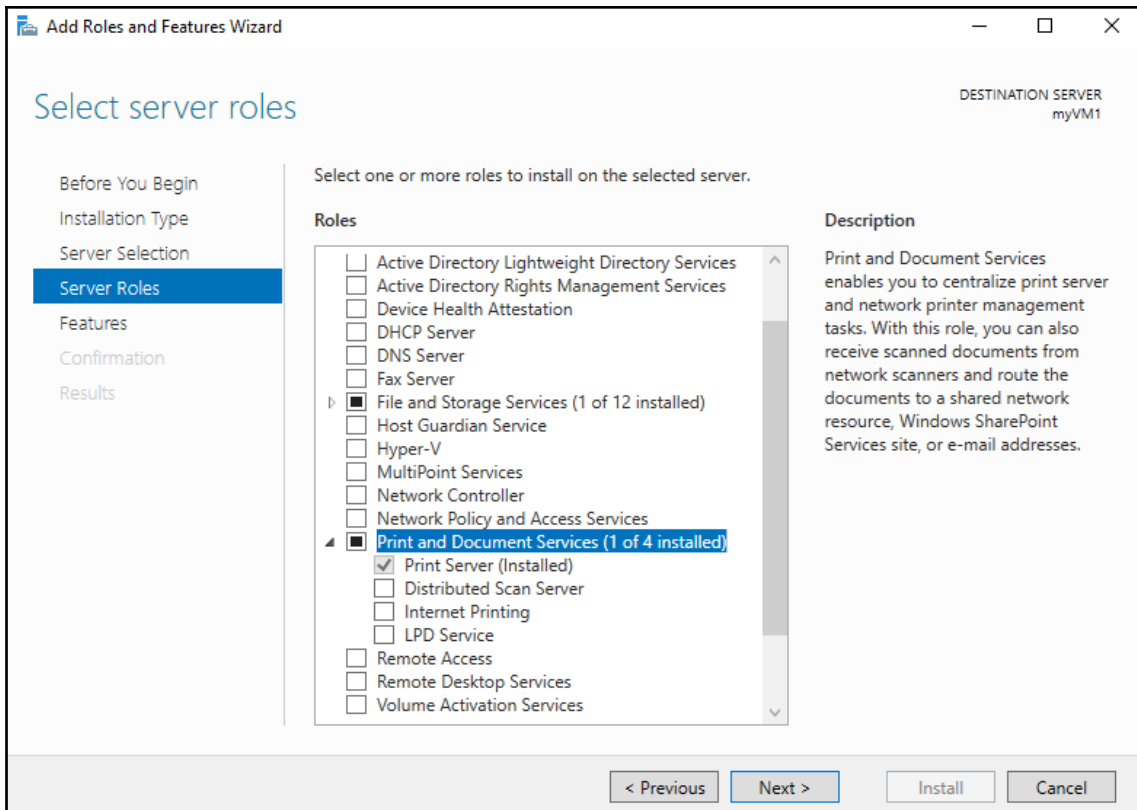 Add Roles and Features Wizard
Select server roles
DESTINATION SERVER
myVM1
Before You Begin
Installation Type
Server Selection
Server Roles
Features
Confirmation
Results
Select one or more roles to install on the selected server.
Roles
Active Directory Lightweight Directory Services
Active Directory Rights Management Services
Device Health Attestation
DHCP Server
DNS Server
Fax Server
File and Storage Services (1 of 12 installed)
Host Guardian Service
Hyper-V
MultiPoint Services
Network Controller
Network Policy and Access Services
Print and Document Services (1 of 4 installed)
Print Server (Installed)
Distributed Scan Server
Internet Printing
LPD Service
Remote Access
Remote Desktop Services
Volume Activation Services
Description
Print and Document Services
enables you to centralize print server
and network printer management
tasks. With this role, you can also
receive scanned documents from
network scanners and route the
documents to a shared network
resource, Windows SharePoint
Services site, or e-mail addresses.
< Previous
Next >
Install
Cancel